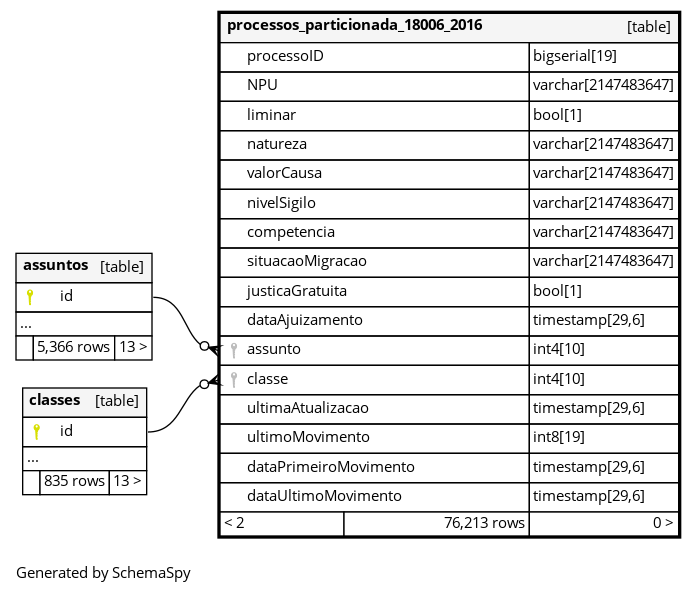 processos_particionada_18006_2016 [table]
processoID bigserial[19]
NPU varchar[2147483647]
liminar bool[1]
natureza varchar[2147483647]
valorCausa varchar[2147483647]
nivelSigilo varchar[2147483647]
competencia varchar[2147483647]
situacaoMigracao varchar[2147483647]
justicaGratuita bool[1]
dataAjuizamento timestamp[29,6]
assunto int4[10]
classe int4[10]
ultimaAtualizacao timestamp[29,6]
ultimoMovimento int8[19]
dataPrimeiroMovimento timestamp[29,6]
dataUltimoMovimento timestamp[29,6]
< 2 76,213 rows 0 >
assuntos [table]
id
...
5,366 rows 13 >
classes [table]
id
...
835 rows 13 >
Generated by SchemaSpy